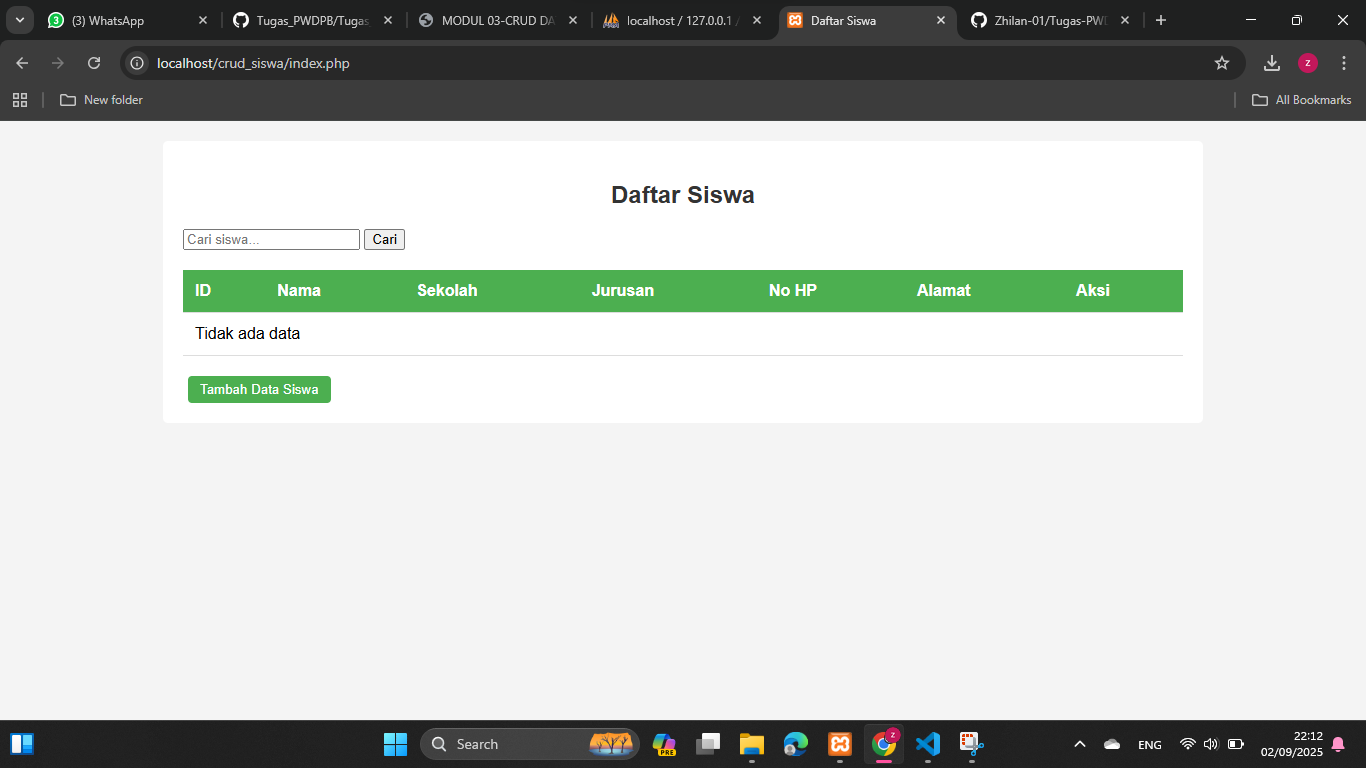 3
(3) WhatsApp
Tugas_PWDPB/Tugas
MODUL 03-CRUD DA
localhost / 127.0.0.1 /
Daftar Siswa
Zhilan-01/Tugas-PWD
localhost/crud_siswa/index.php
z
New folder
All Bookmarks
Daftar Siswa
Cari siswa...
Cari
ID Nama Sekolah Jurusan No HP Alamat Aksi
Tidak ada data
Tambah Data Siswa
Search
PRE
z
ENG
22:12
02/09/2025